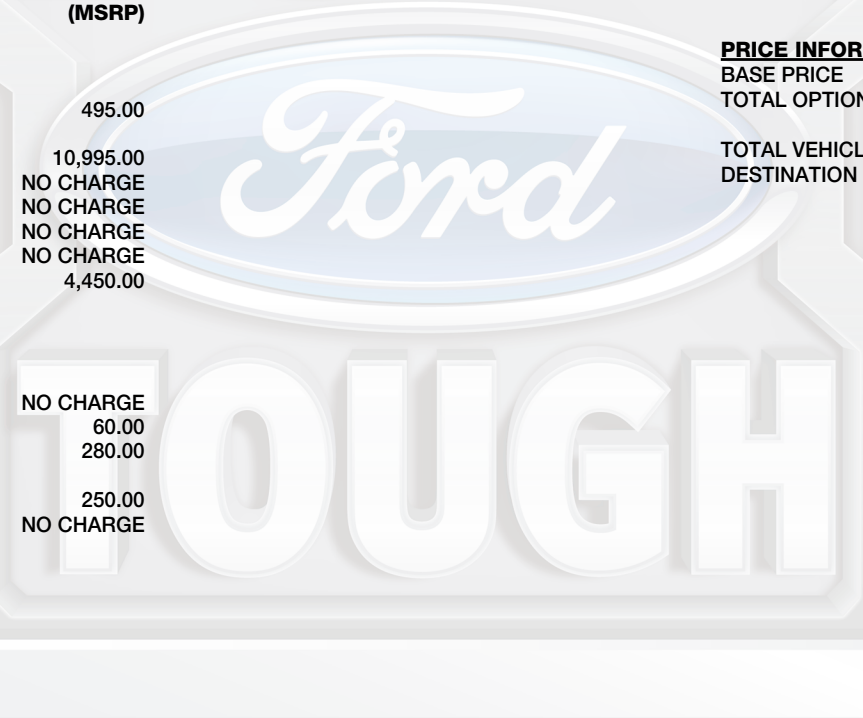 (MSRP)
495.00
10,995.00
NO CHARGE
NO CHARGE
NO CHARGE
NO CHARGE
4,450.00
NO CHARGE
60.00
280.00
250.00
NO CHARGE
PRICE INFOR
BASE PRICE
TOTAL OPTION
TOTAL VEHICL
DESTINATION
Ford
TOUGH